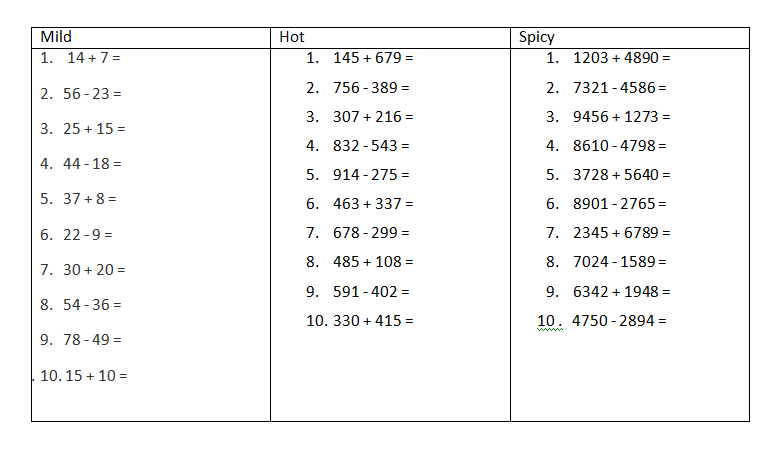 Mild
1. 14 + 7 =
2. 56 - 23 =
3. 25 + 15 =
4. 44 - 18 =
5. 37 + 8 =
6. 22 - 9 =
7. 30 + 20 =
8. 54 - 36 =
9. 78 - 49 =
. 10. 15 + 10 =
Hot
1. 145 + 679 =
2. 756 - 389 =
3. 307 + 216 =
4. 832 - 543 =
5. 914 - 275 =
6. 463 + 337 =
7. 678 - 299 =
8. 485 + 108 =
9. 591 - 402 =
10. 330 + 415 =
Spicy
1. 1203 + 4890 =
2. 7321 - 4586 =
3. 9456 + 1273 =
4. 8610 - 4798 =
5. 3728 + 5640 =
6. 8901 - 2765 =
7. 2345 + 6789 =
8. 7024 - 1589 =
9. 6342 + 1948 =
10 . 4750 - 2894 =